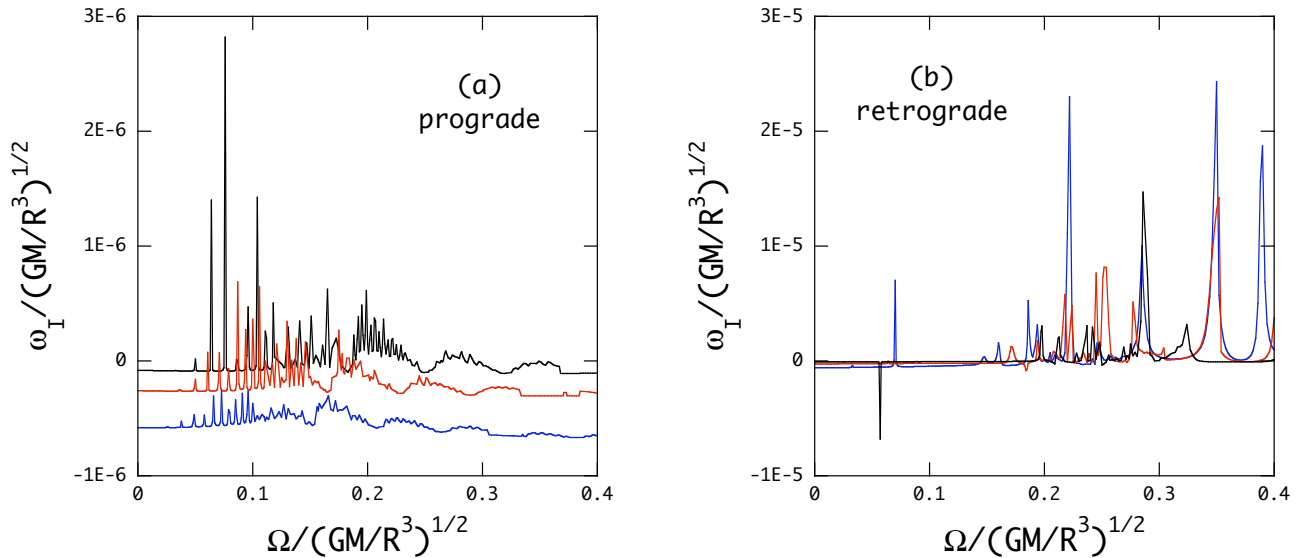 3E-6
2E-6
1E-6
0
-1E-6
ω_I/(GM/R^3)^1/2
(a)
prograde
0 0.1 0.2 0.3 0.4
Ω/(GM/R^3)^1/2
3E-5
2E-5
1E-5
0
-1E-5
ω_I/(GM/R^3)^1/2
(b)
retrograde
0 0.1 0.2 0.3 0.4
Ω/(GM/R^3)^1/2